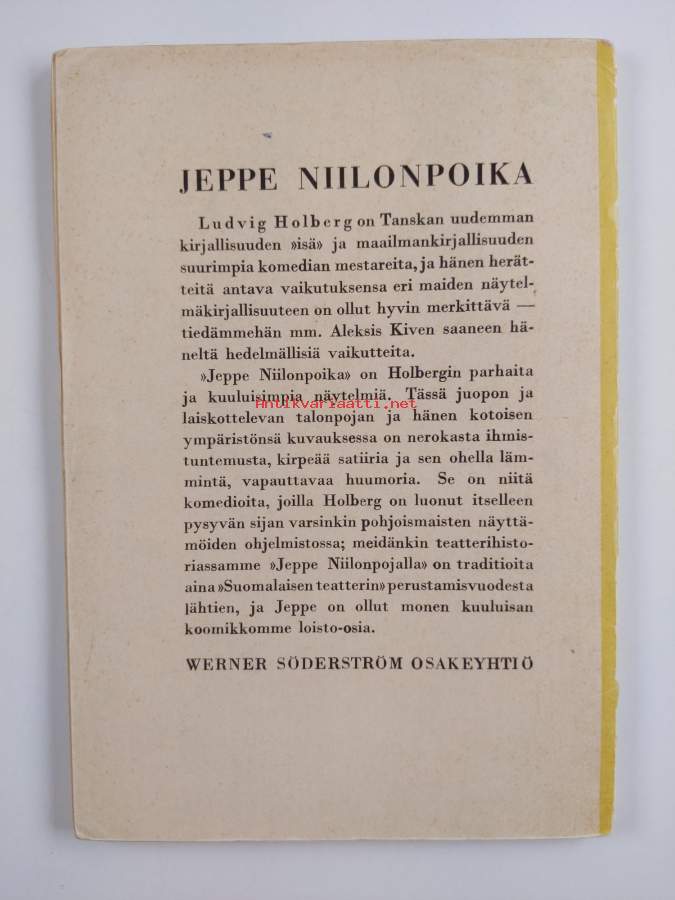 JEPPE NIILONPOIKA
Ludvig Holberg on Tanskan uudemman
kirjallisuuden »isä» ja maailmankirjallisuuden
suurimpia komedian mestareita, ja hänen herät-
teitä antava vaikutuksensa eri maiden näytel-
mäkirjallisuuteen on ollut hyvin merkittävä —
tiedämmehän mm. Aleksis Kiven saaneen hä-
neltä hedelmällisiä vaikutteita.
»Jeppe Niilonpoika» on Holbergin parhaita
ja kuuluisimpia näytelmiä. Tässä juopon ja
Antikvariaatti.net
laiskottelevan talonpojan ja hänen kotoisen
ympäristönsä kuvauksessa on nerokasta ihmis-
tuntemusta, kirpeää satiiria ja sen ohella läm-
mintä, vapauttavaa huumoria. Se on niitä
komedioita, joilla Holberg on luonut itselleen
pysyvän sijan varsinkin pohjoismaisten näyttä-
möiden ohjelmistossa; meidänkin teatterihisto-
riassamme »Jeppe Niilonpojalla» on traditioita
aina »Suomalaisen teatterin» perustamisvuodesta
lähtien, ja Jeppe on ollut monen kuuluisan
koomikkomme loisto-osia.
WERNER SÖDERSTRÖM OSAKEYHTIÖ